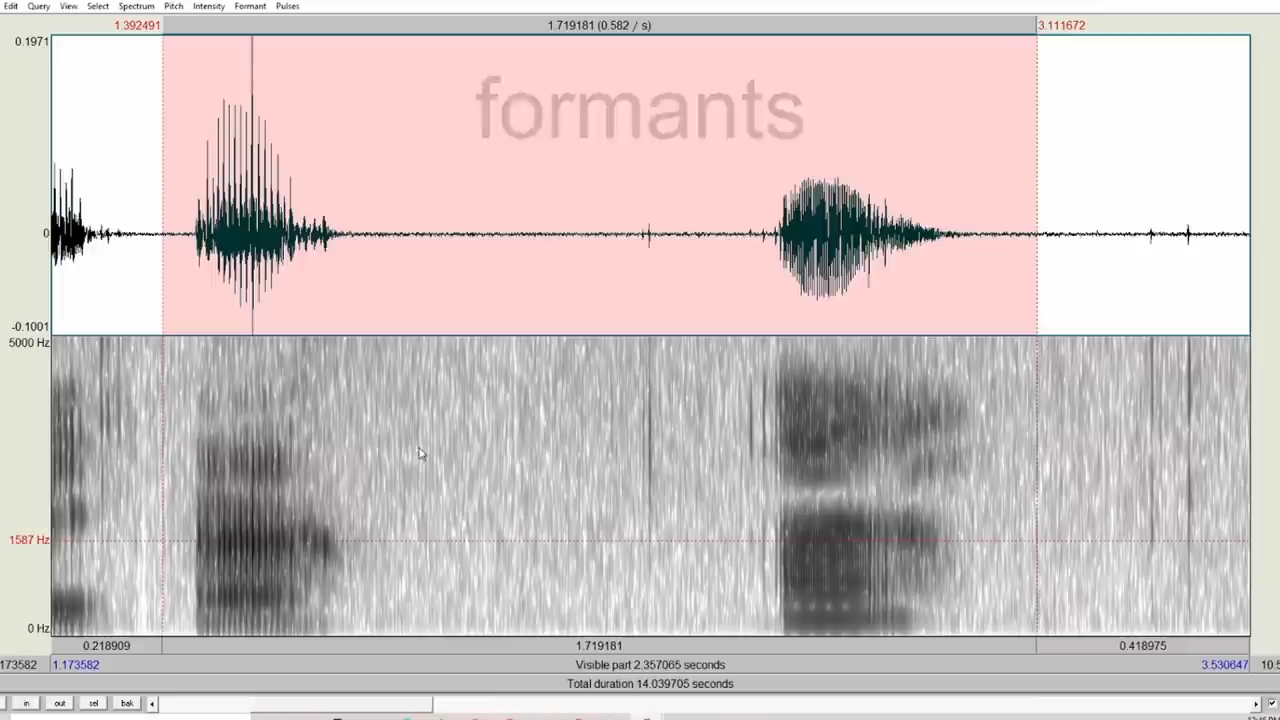 Edit Query View Select Spectrum Pitch Intensity Formant Pulses
1.392491 1.719181 (0.582 / s) 3.111672
0.1971
formants
0
-0.1001
5000 Hz
1587 Hz
0 Hz
0.218909 1.719181 0.418975
173582 1.173582 Visible part 2.357065 seconds 3.530647 10.5
Total duration 14.039705 seconds
in out sel bak